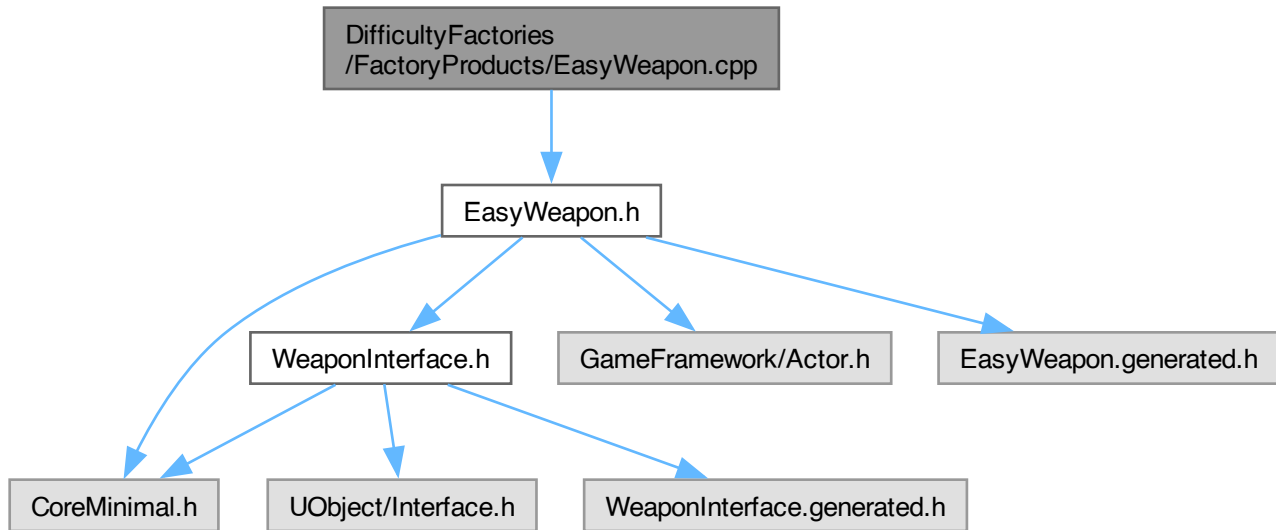 DifficultyFactories
/FactoryProducts/EasyWeapon.cpp
EasyWeapon.h
WeaponInterface.h
GameFramework/Actor.h
EasyWeapon.generated.h
CoreMinimal.h
UObject/Interface.h
WeaponInterface.generated.h